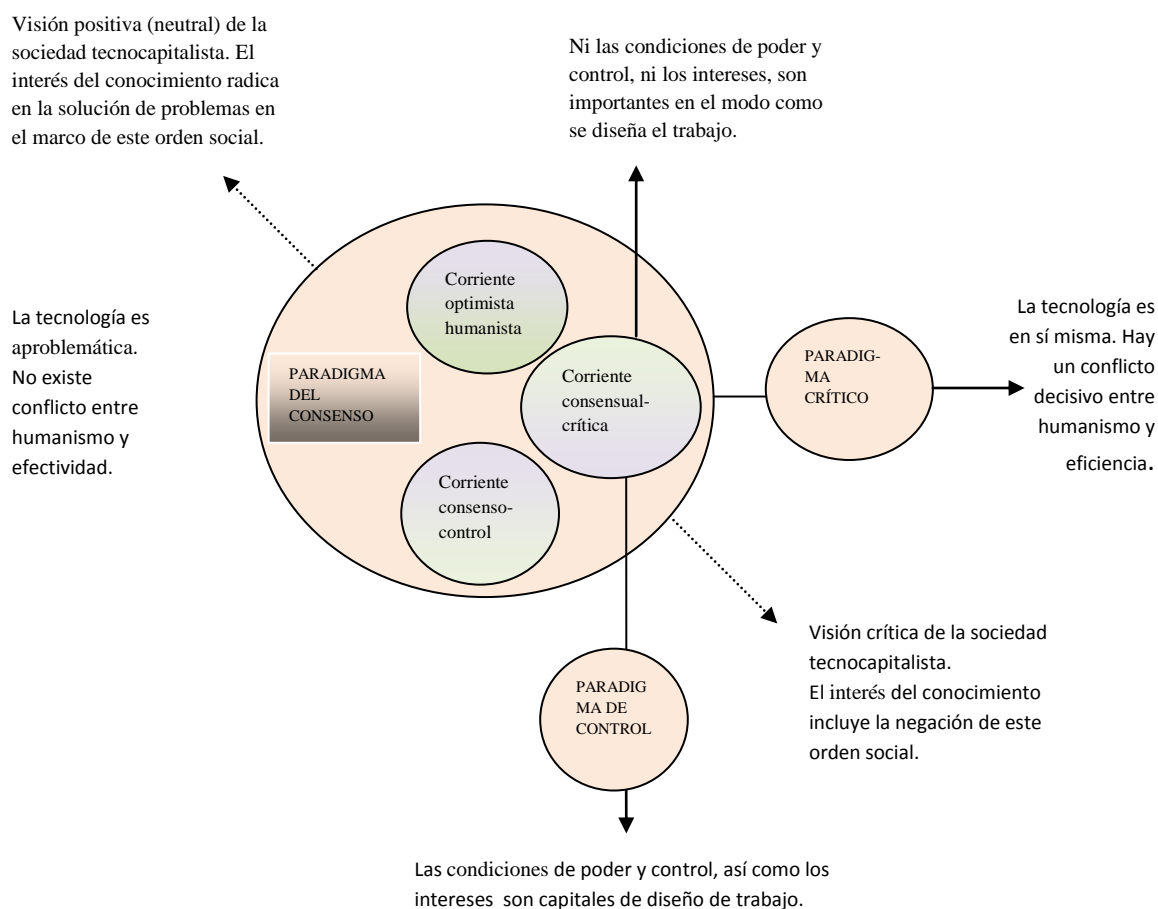 Visión positiva (neutral) de la
sociedad tecnocapitalista. El
interés del conocimiento radica
en la solución de problemas en
el marco de este orden social.
Ni las condiciones de poder y
control, ni los intereses, son
importantes en el modo como
se diseña el trabajo.
La tecnología es
aproblemática.
No existe
conflicto entre
humanismo y
efectividad.
Corriente
optimista
humanista
PARADIGMA
DEL
CONSENSO
Corriente
consensual-
crítica
Corriente
consenso-
control
PARADIG-
MA
CRÍTICO
La tecnología es
en sí misma. Hay
un conflicto
decisivo entre
humanismo y
eficiencia.
Visión crítica de la sociedad
tecnocapitalista.
El interés del conocimiento
incluye la negación de este
orden social.
PARADIG
MA DE
CONTROL
Las condiciones de poder y control, así como los
intereses son capitales de diseño de trabajo.